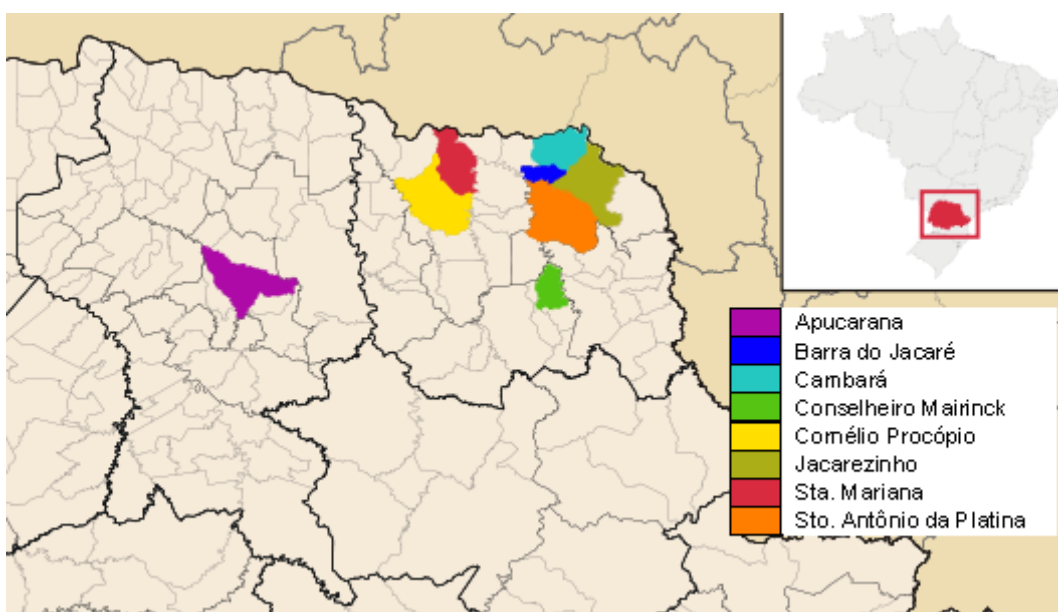 Apucarana
Barra do Jacaré
Cambará
Conselheiro Mairinck
Cornélio Procópio
Jacarezinho
Sta. Mariana
Sto. Antônio da Platina